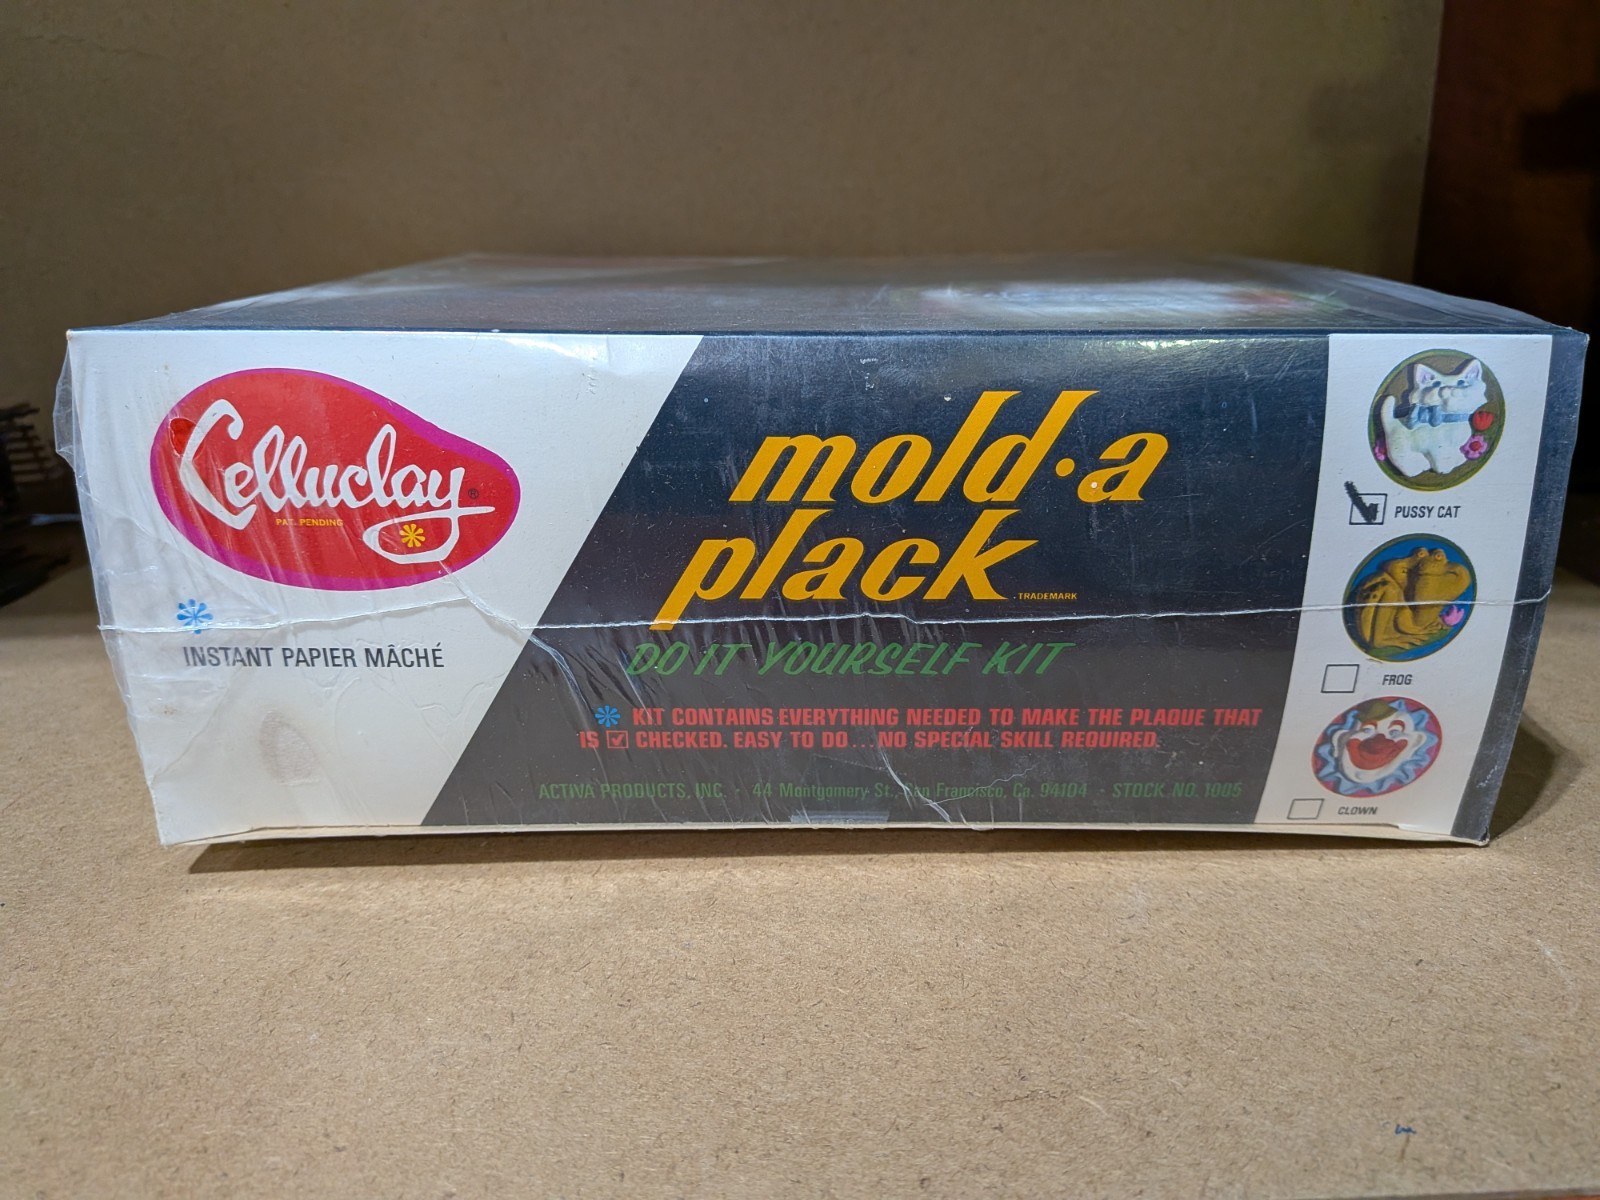 Celluclay ®
PAT. PENDING
INSTANT PAPIER MÂCHÉ
mold·a
plack
TRADEMARK
DO IT YOURSELF KIT
KIT CONTAINS EVERYTHING NEEDED TO MAKE THE PLAQUE THAT
IS ☑ CHECKED. EASY TO DO...NO SPECIAL SKILL REQUIRED.
ACTIVA PRODUCTS, INC. · 44 Montgomery St., San Francisco, Ca. 94104 · STOCK NO. 1005
PUSSY CAT
FROG
CLOWN